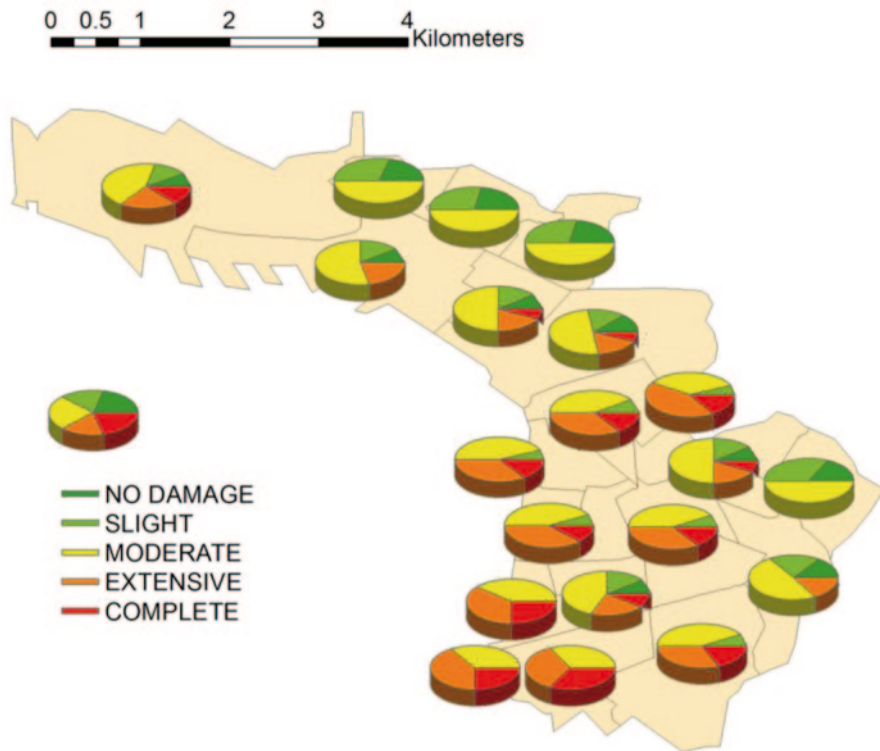 0 0.5 1 2 3 4
Kilometers
NO DAMAGE
SLIGHT
MODERATE
EXTENSIVE
COMPLETE